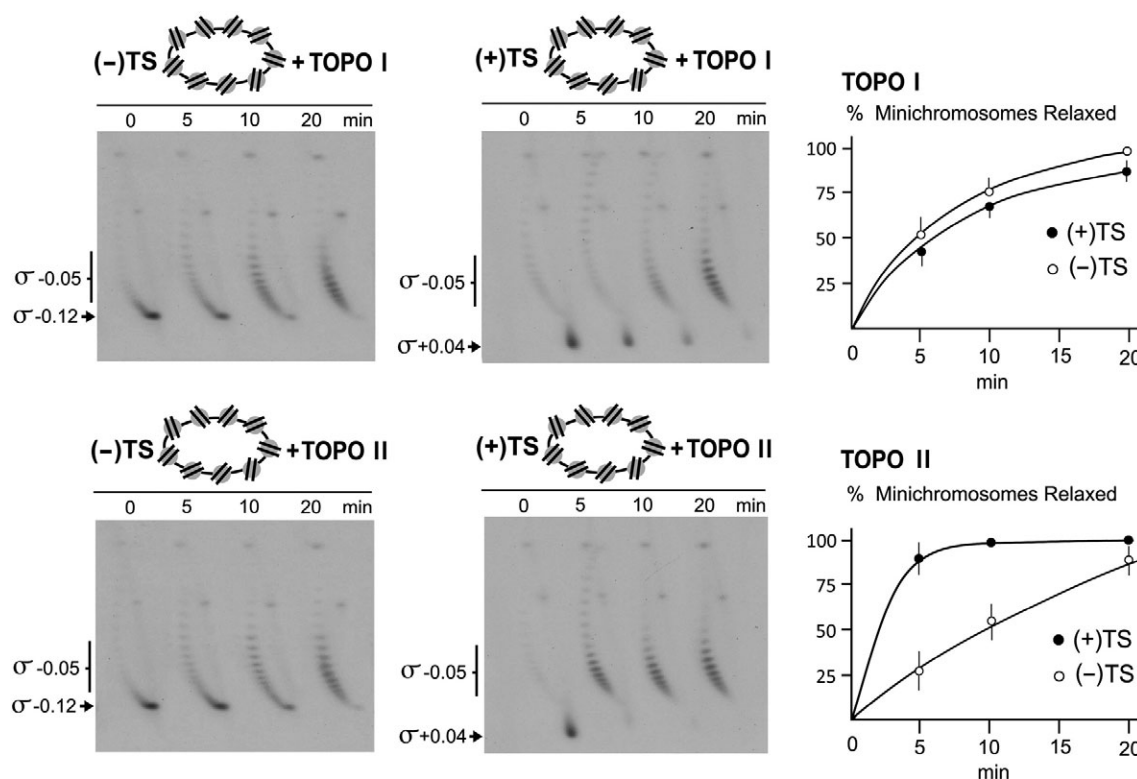 (−)TS + TOPO I
0 5 10 20 min
σ -0.05
σ -0.12
(+)TS + TOPO I
0 5 10 20 min
σ -0.05
σ +0.04
TOPO I
% Minichromosomes Relaxed
100
75
50
25
(+)TS
(−)TS
0 5 10 15 20
min
(−)TS + TOPO II
0 5 10 20 min
σ -0.05
σ -0.12
(+)TS + TOPO II
0 5 10 20 min
σ -0.05
σ +0.04
TOPO II
% Minichromosomes Relaxed
100
75
50
25
(+)TS
(−)TS
0 5 10 15 20
min